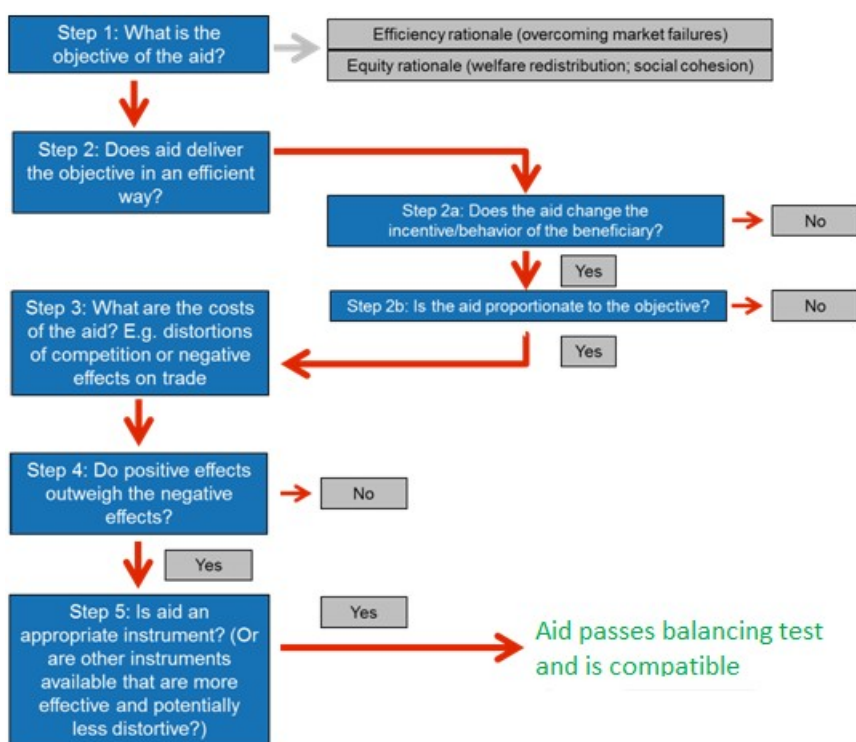 Step 1: What is the
objective of the aid?
Efficiency rationale (overcoming market failures)
Equity rationale (welfare redistribution; social cohesion)
Step 2: Does aid deliver
the objective in an efficient
way?
Step 2a: Does the aid change the
incentive/behavior of the beneficiary?
No
Yes
Step 2b: Is the aid proportionate to the objective?
No
Yes
Step 3: What are the costs
of the aid? E.g. distortions
of competition or negative
effects on trade
Step 4: Do positive effects
outweigh the negative
effects?
No
Yes
Step 5: Is aid an
appropriate instrument? (Or
are other instruments
available that are more
effective and potentially
less distortive?)
Yes
Aid passes balancing test
and is compatible